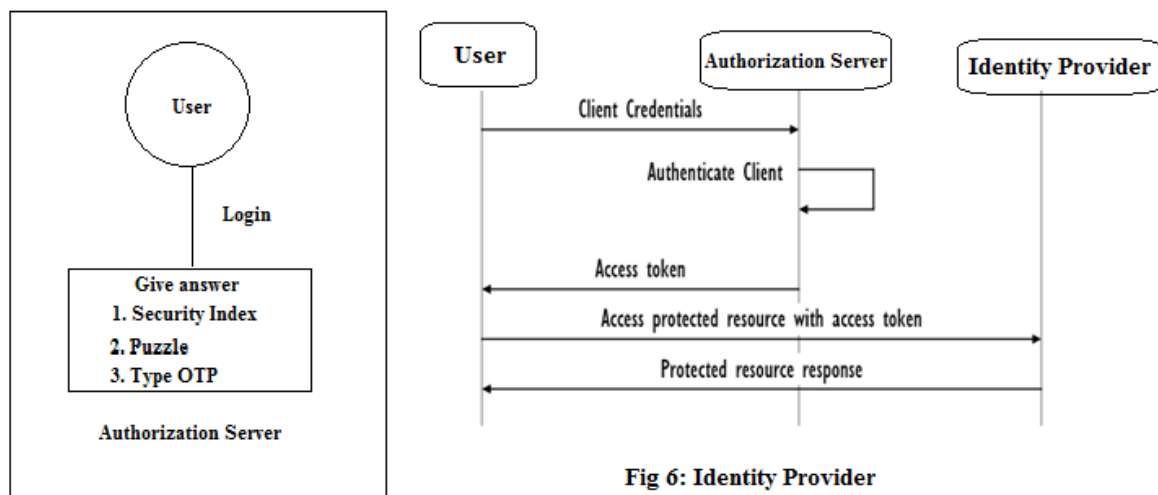 User
Login
Give answer
1. Security Index
2. Puzzle
3. Type OTP
Authorization Server
User
Authorization Server
Identity Provider
Client Credentials
Authenticate Client
Access token
Access protected resource with access token
Protected resource response
Fig 6: Identity Provider